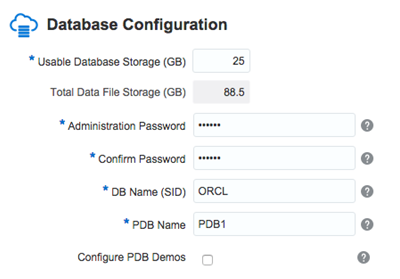 Database Configuration
* Usable Database Storage (GB) 25
Total Data File Storage (GB) 88.5
* Administration Password •••••• ?
* Confirm Password •••••• ?
* DB Name (SID) ORCL ?
* PDB Name PDB1 ?
Configure PDB Demos ?